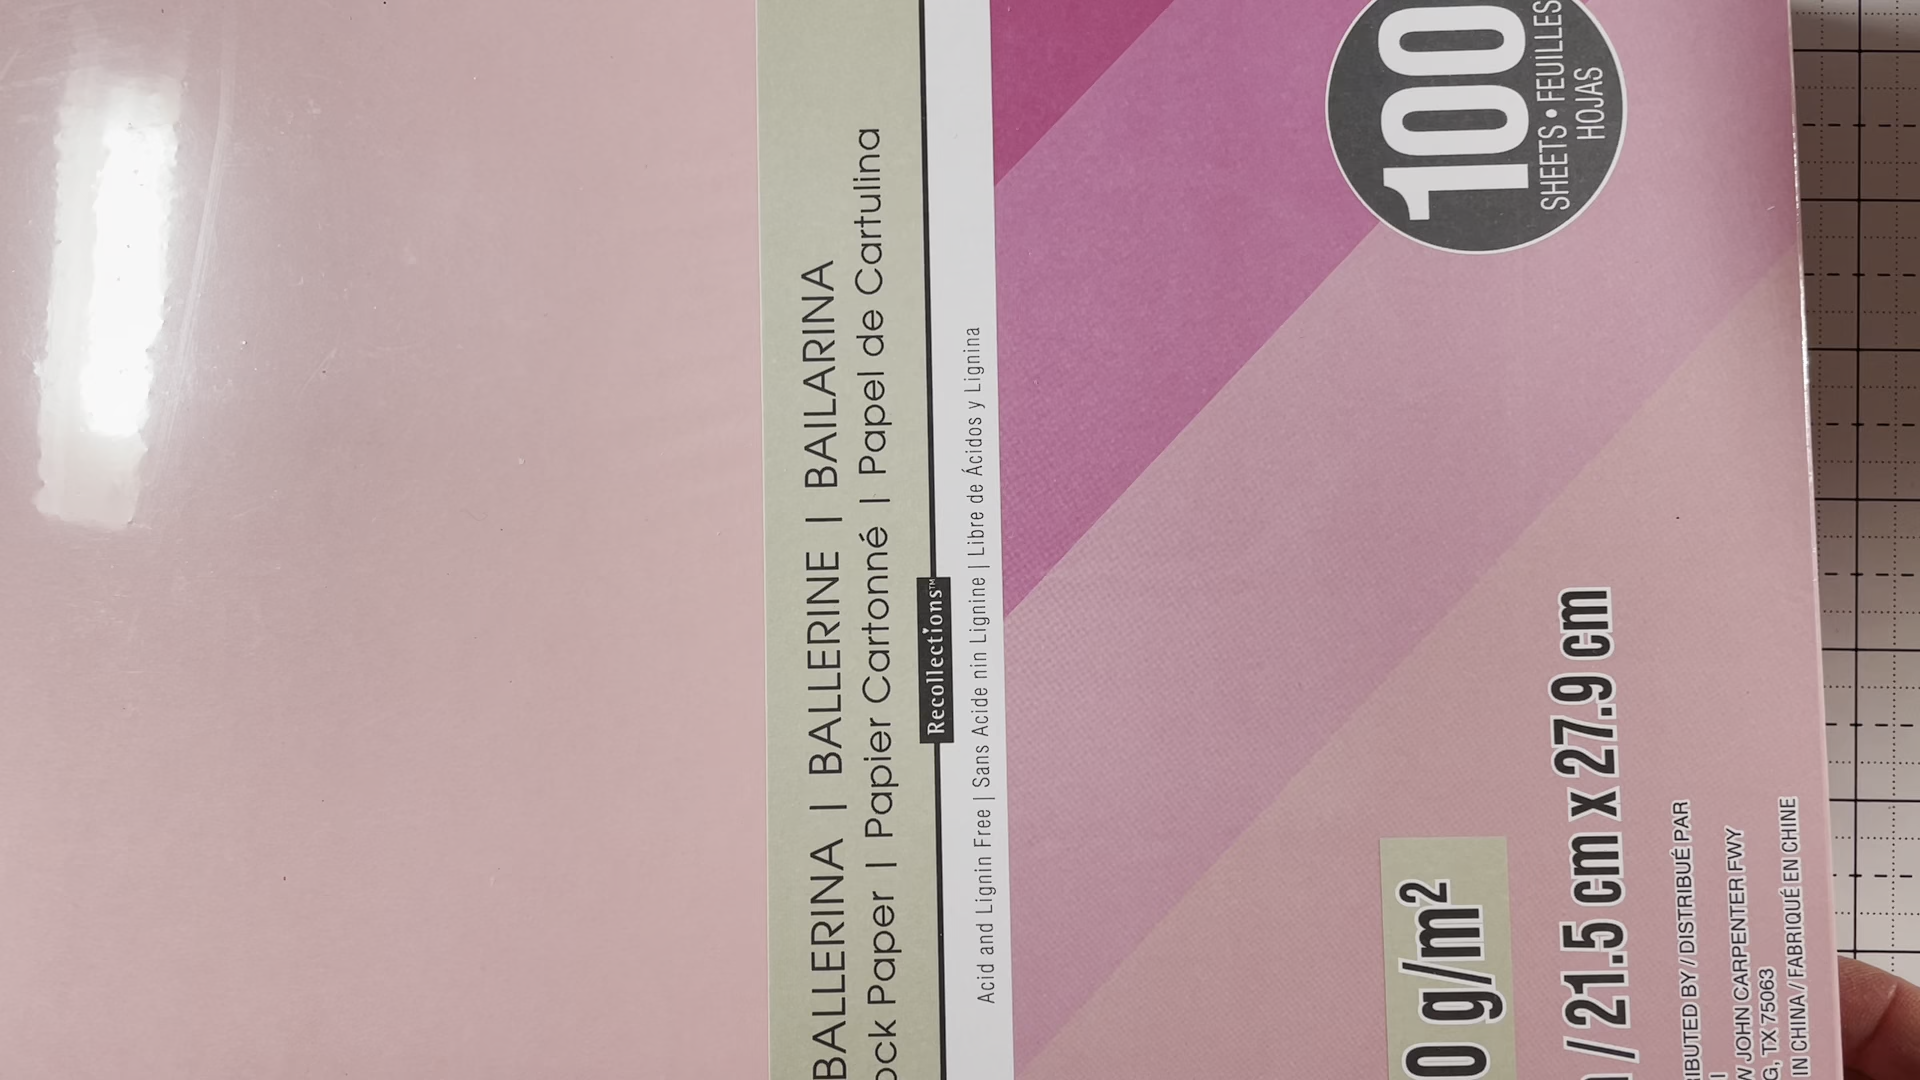 BALLERINA | BALLERINE | BAILARINA
ock Paper | Papier Cartonné | Papel de Cartulina
Recollections™
Acid and Lignin Free | Sans Acide nin Lignine | Libre de Ácidos y Lignina
100
SHEETS • FEUILLES
HOJAS
0 g/m²
/ 21.5 cm x 27.9 cm
IBUTED BY / DISTRIBUÉ PAR
W JOHN CARPENTER FWY
G, TX 75063
IN CHINA / FABRIQUÉ EN CHINE